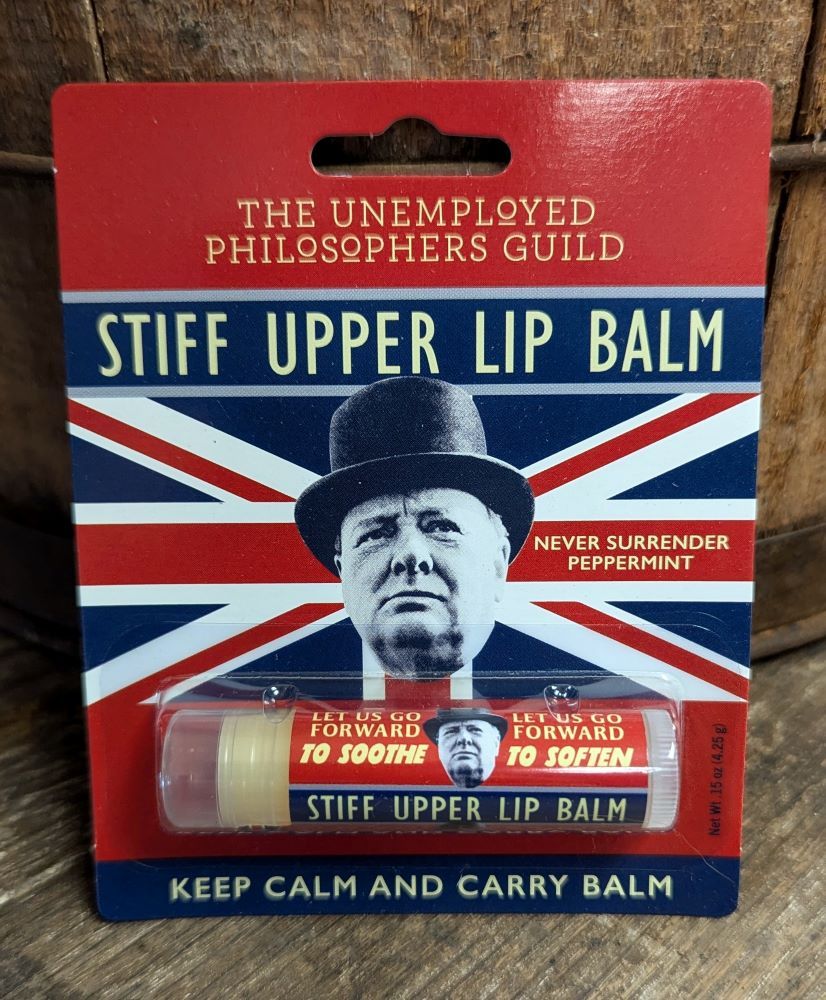 THE UNEMPLOYED
PHILOSOPHERS GUILD
STIFF UPPER LIP BALM
NEVER SURRENDER
PEPPERMINT
LET US GO
FORWARD
TO SOOTHE
LET US GO
FORWARD
TO SOFTEN
STIFF UPPER LIP BALM
Net Wt .15 oz (4.25 g)
KEEP CALM AND CARRY BALM